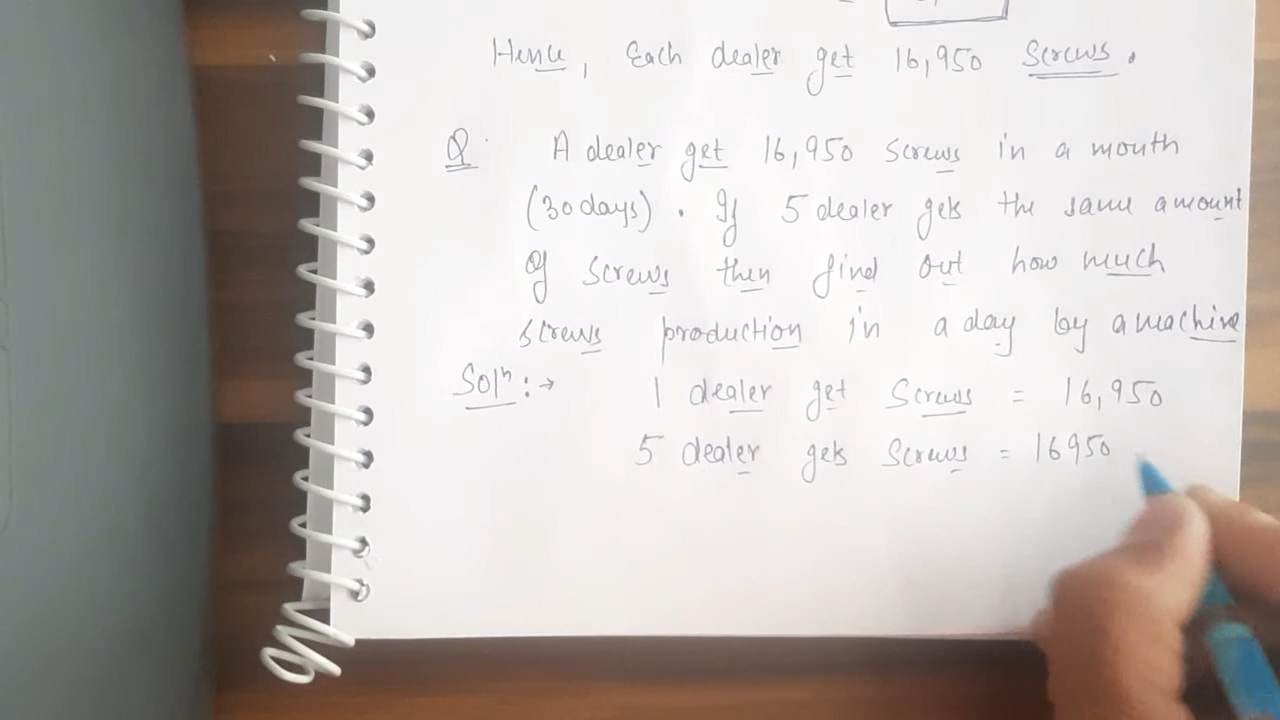 Hence, Each dealer get 16,950 Screws.
Q. A dealer get 16,950 screws in a mouth
(30 days). If 5 dealer gets the same amount
of screws then find out how much
screws production in a day by a machine
Solⁿ :→ 1 dealer get Screws = 16,950
5 dealer gets Screws = 16950